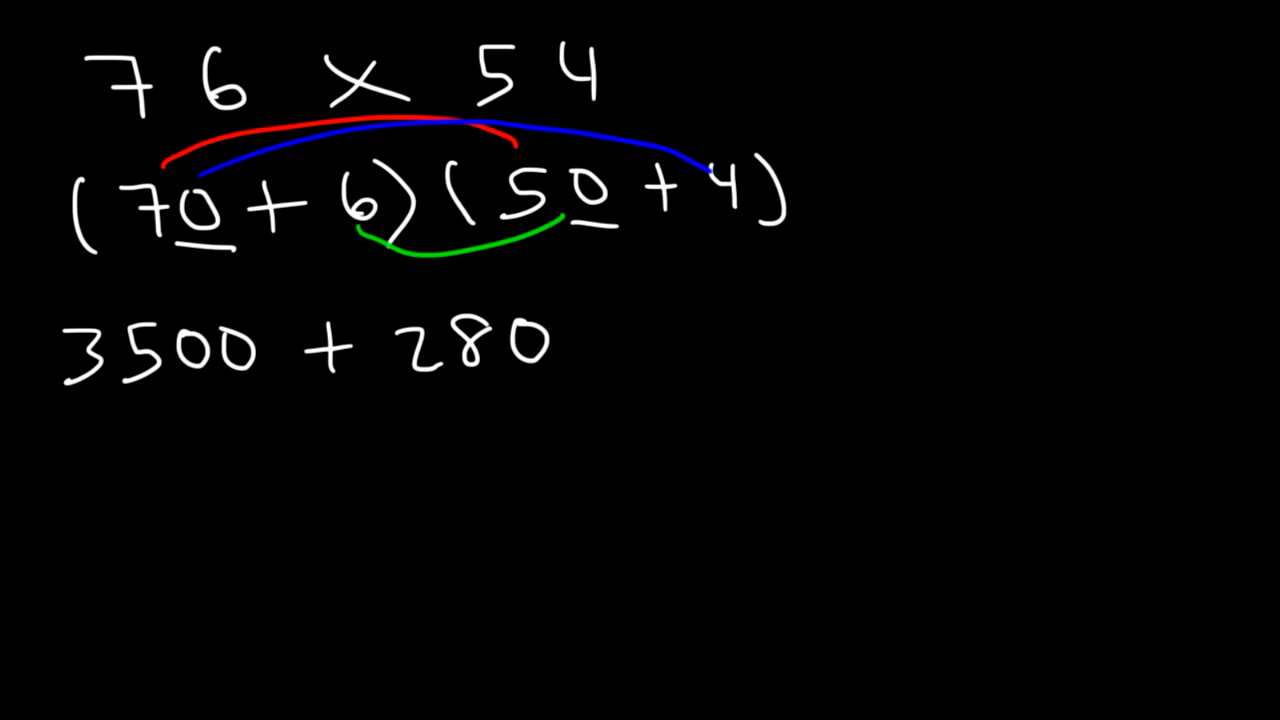 76 × 54
(70 + 6)(50 + 4)
3500 + 280